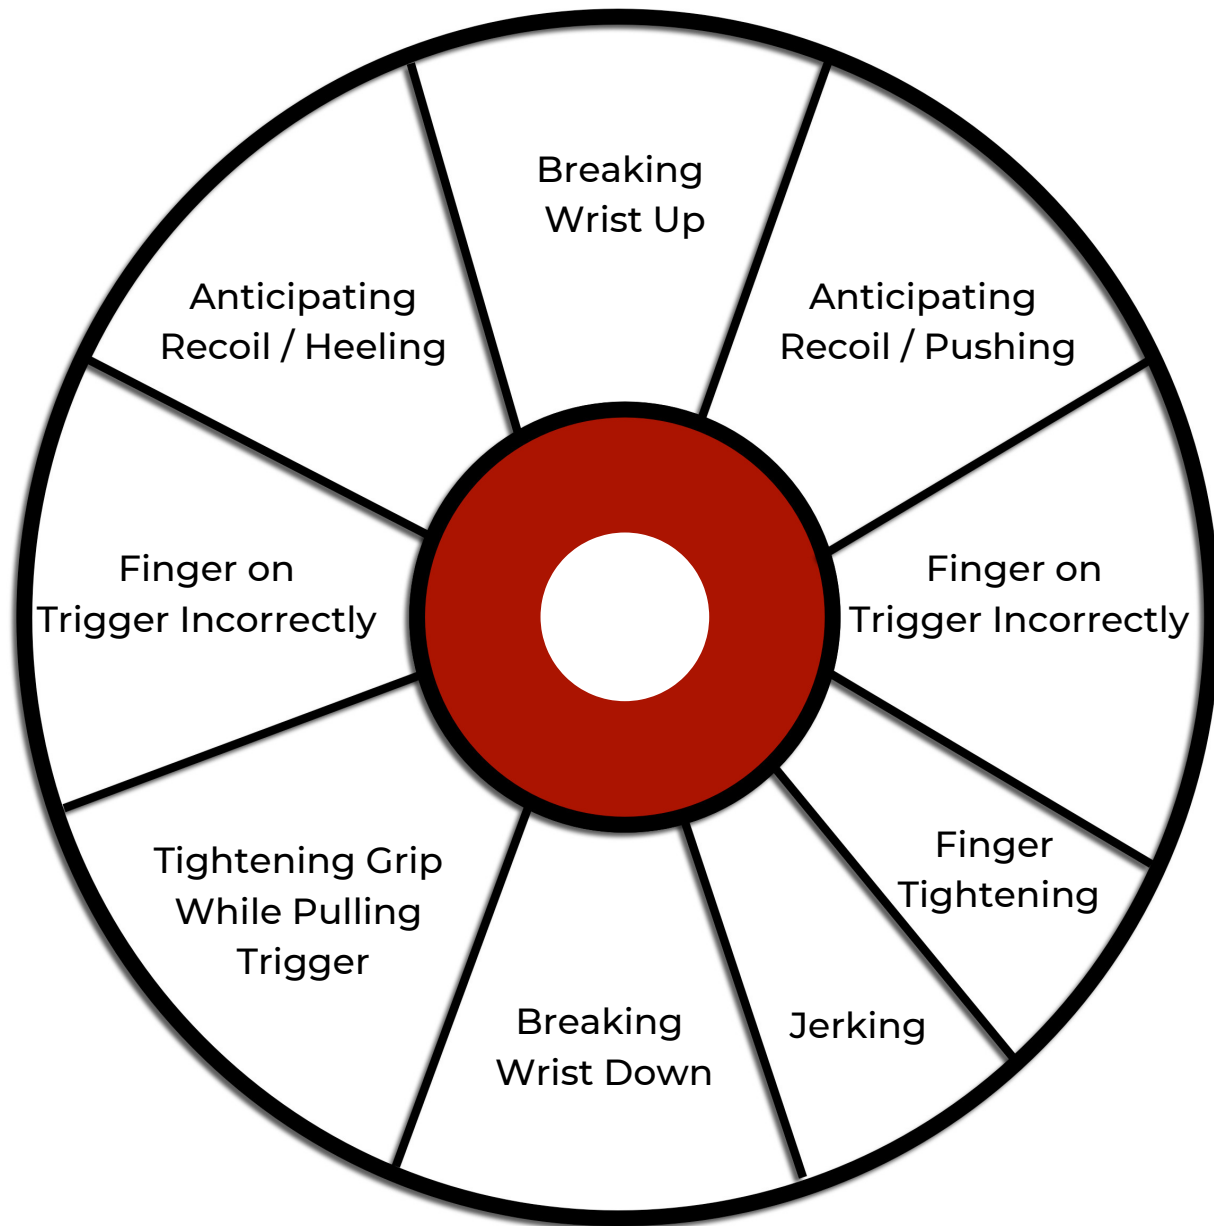 Breaking
Wrist Up
Anticipating
Recoil / Heeling
Anticipating
Recoil / Pushing
Finger on
Trigger Incorrectly
Finger on
Trigger Incorrectly
Tightening Grip
While Pulling
Trigger
Finger
Tightening
Breaking
Wrist Down
Jerking